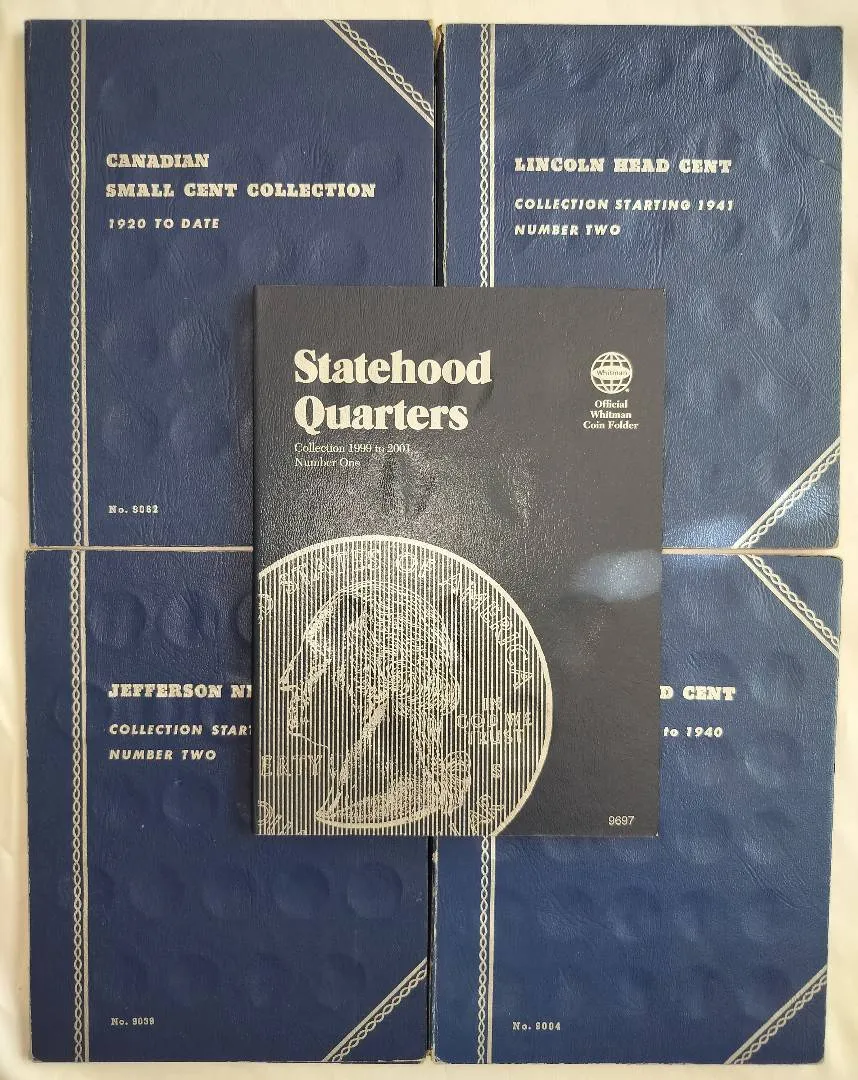 CANADIAN
SMALL CENT COLLECTION
1920 TO DATE
No. 9062
LINCOLN HEAD CENT
COLLECTION STARTING 1941
NUMBER TWO
Statehood
Quarters
Collection 1999 to 2001
Number One
Whitman
Official
Whitman
Coin Folder
D STATES OF AMERICA
IN
GOD WE
TRUST
S
ERTY
9697
JEFFERSON NI
COLLECTION STAR
NUMBER TWO
No. 9039
D CENT
to 1940
No. 9004